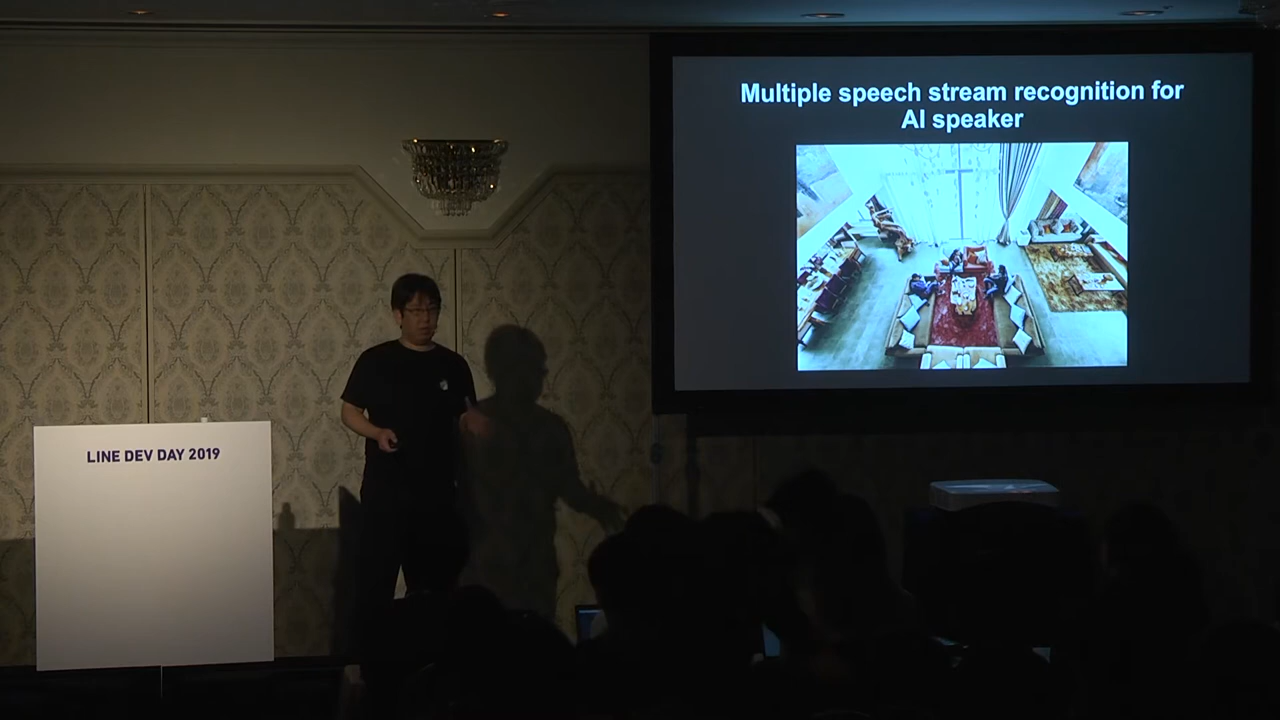 Multiple speech stream recognition for
AI speaker
LINE DEV DAY 2019